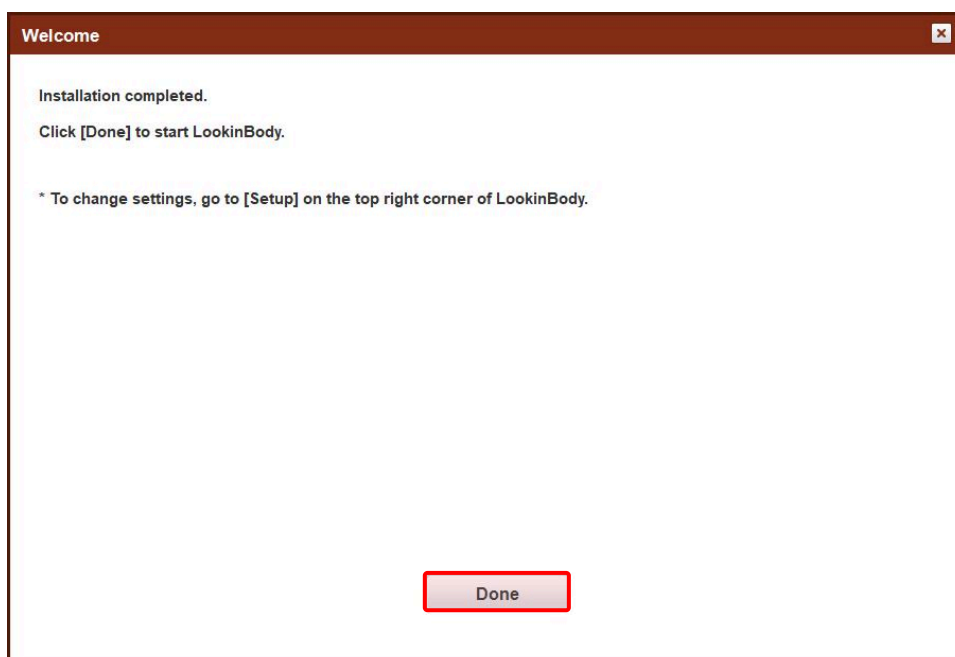 Welcome
Installation completed.
Click [Done] to start LookinBody.
* To change settings, go to [Setup] on the top right corner of LookinBody.
Done